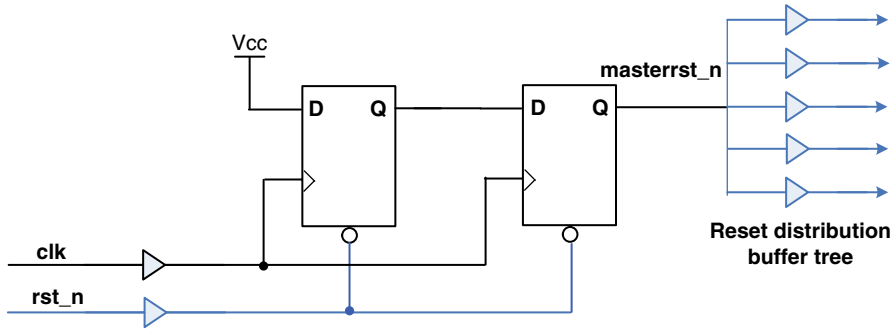 Vcc
masterrst_n
D
Q
D
Q
clk
rst_n
Reset distribution
buffer tree